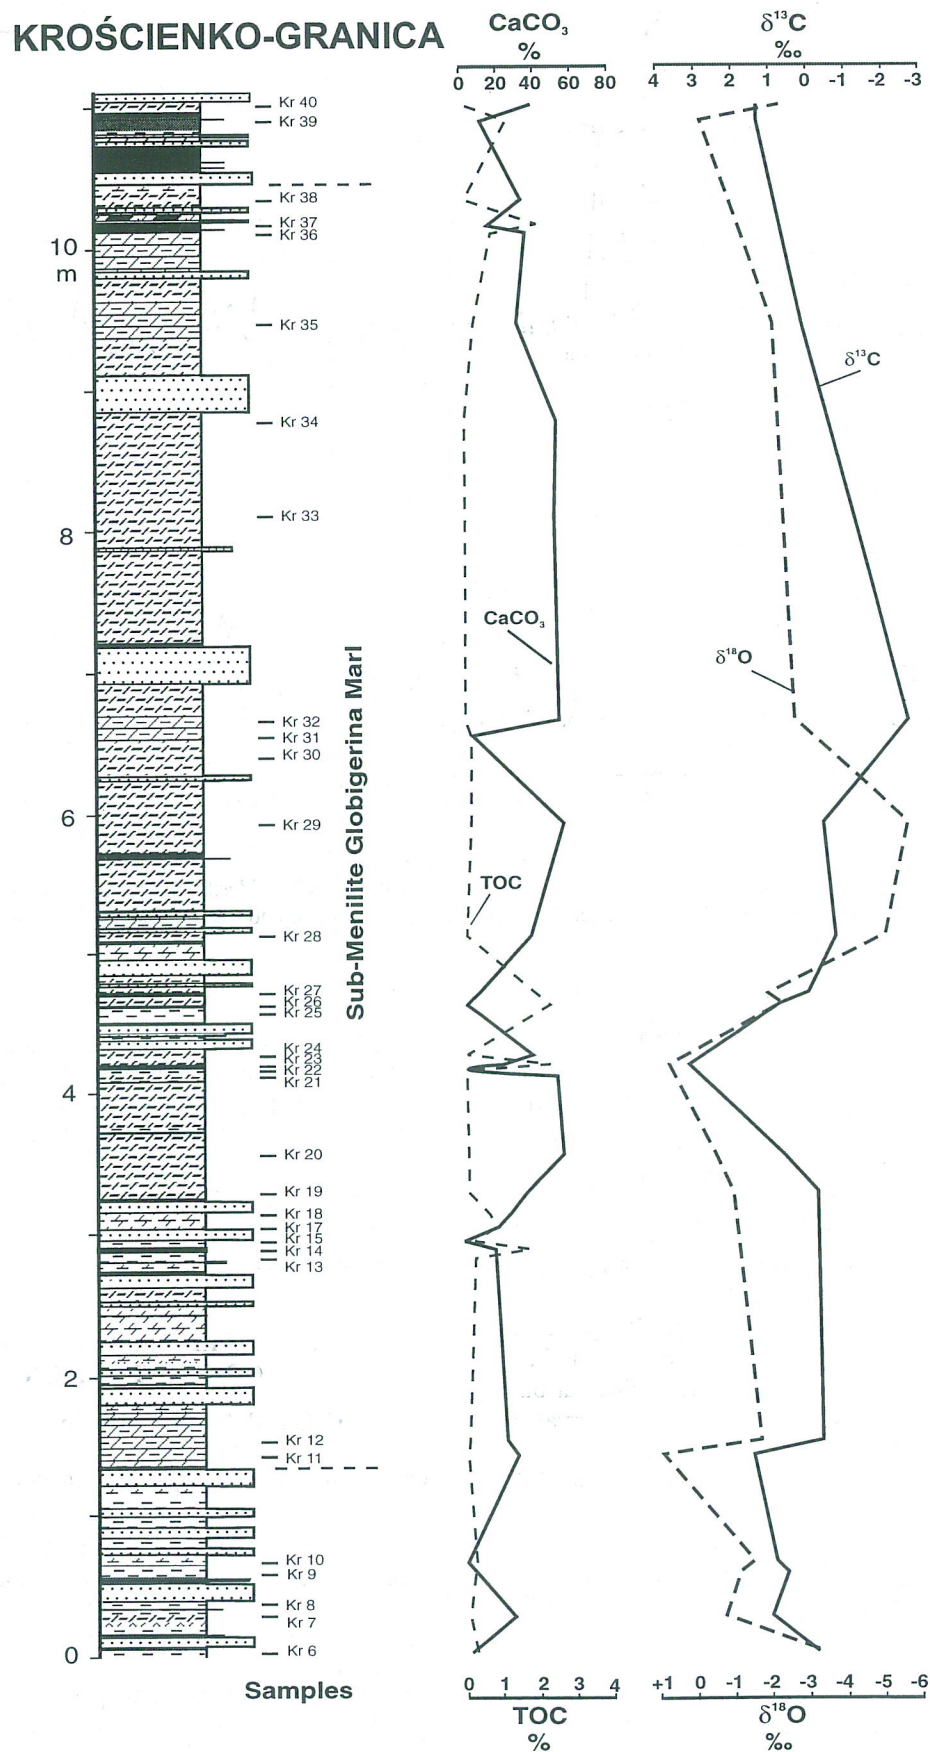 KROŚCIENKO-GRANICA
CaCO₃
%
0 20 40 60 80
δ¹³C
‰
4 3 2 1 0 -1 -2 -3
Kr 40
Kr 39
Kr 38
Kr 37
Kr 36
10
m
Kr 35
δ¹³C
Kr 34
Kr 33
8
CaCO₃
δ¹⁸O
Kr 32
Kr 31
Kr 30
6
Kr 29
TOC
Kr 28
Sub-Menilite Globigerina Marl
Kr 27
Kr 26
Kr 25
Kr 24
Kr 23
Kr 22
Kr 21
4
Kr 20
Kr 19
Kr 18
Kr 17
Kr 15
Kr 14
Kr 13
2
Kr 12
Kr 11
Kr 10
Kr 9
Kr 8
Kr 7
0
Kr 6
Samples
0 1 2 3 4
TOC
%
+1 0 -1 -2 -3 -4 -5 -6
δ¹⁸O
‰